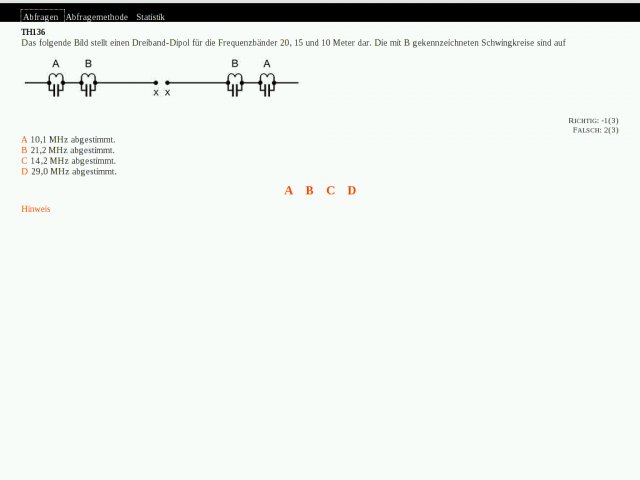 Abfragen Abfragemethode Statistik
TH136
Das folgende Bild stellt einen Dreiband-Dipol für die Frequenzbänder 20, 15 und 10 Meter dar. Die mit B gekennzeichneten Schwingkreise sind auf
A B B A
x x
RICHTIG: -1(3)
FALSCH: 2(3)
A 10,1 MHz abgestimmt.
B 21,2 MHz abgestimmt.
C 14,2 MHz abgestimmt.
D 29,0 MHz abgestimmt.
A B C D
Hinweis